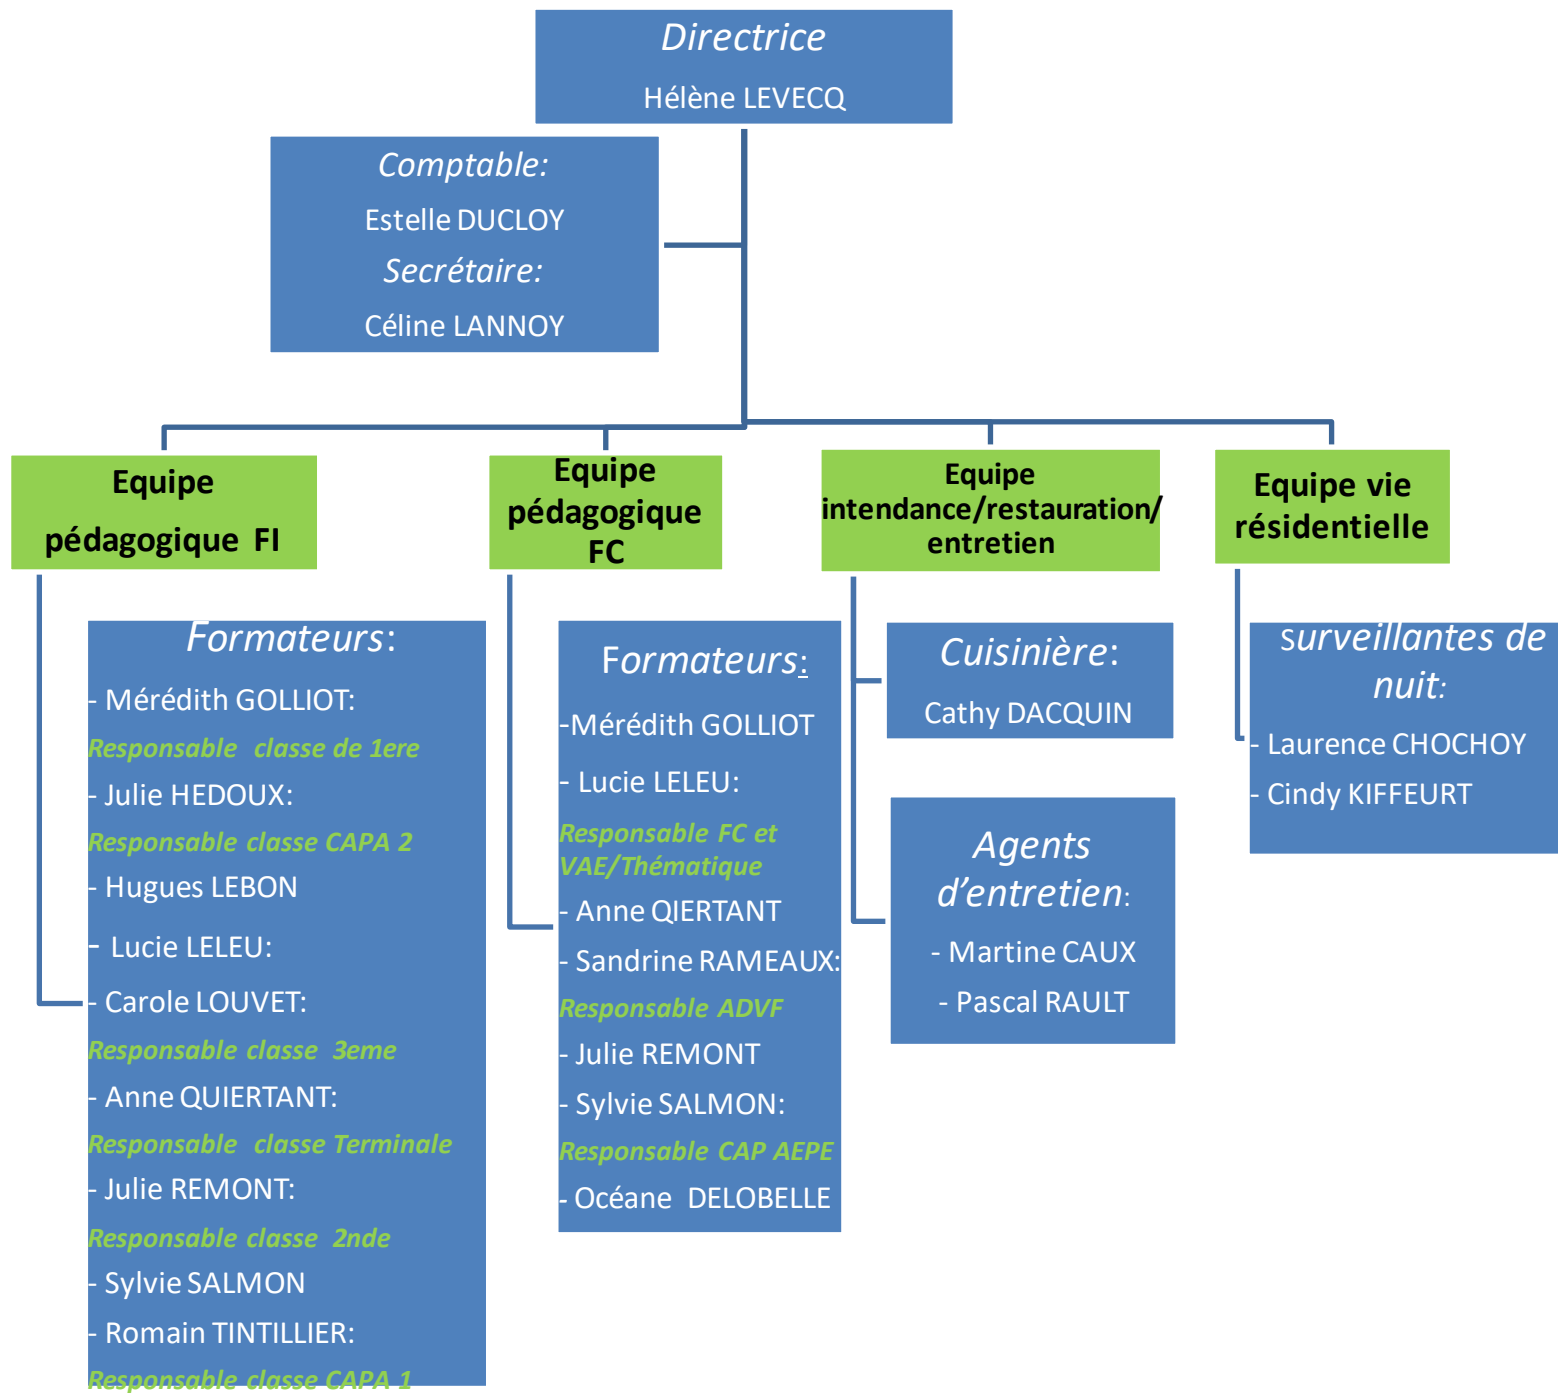 Directrice
Hélène LEVECQ
Comptable:
Estelle DUCLOY
Secrétaire:
Céline LANNOY
Equipe
pédagogique FI
Formateurs:
- Mérédith GOLLIOT:
Responsable classe de 1ere
- Julie HEDOUX:
Responsable classe CAPA 2
- Hugues LEBON
- Lucie LELEU:
- Carole LOUVET:
Responsable classe 3eme
- Anne QUIERTANT:
Responsable classe Terminale
- Julie REMONT:
Responsable classe 2nde
- Sylvie SALMON
- Romain TINTILLIER:
Responsable classe CAPA 1
Equipe
pédagogique
FC
Formateurs:
-Mérédith GOLLIOT
- Lucie LELEU:
Responsable FC et
VAE/Thématique
- Anne QIERTANT
- Sandrine RAMEAUX:
Responsable ADVF
- Julie REMONT
- Sylvie SALMON:
Responsable CAP AEPE
- Océane DELOBELLE
Equipe
intendance/restauration/
entretien
Cuisinière:
Cathy DACQUIN
Agents
d’entretien:
- Martine CAUX
- Pascal RAULT
Equipe vie
résidentielle
Surveillantes de
nuit:
- Laurence CHOCHOY
- Cindy KIFFEURT